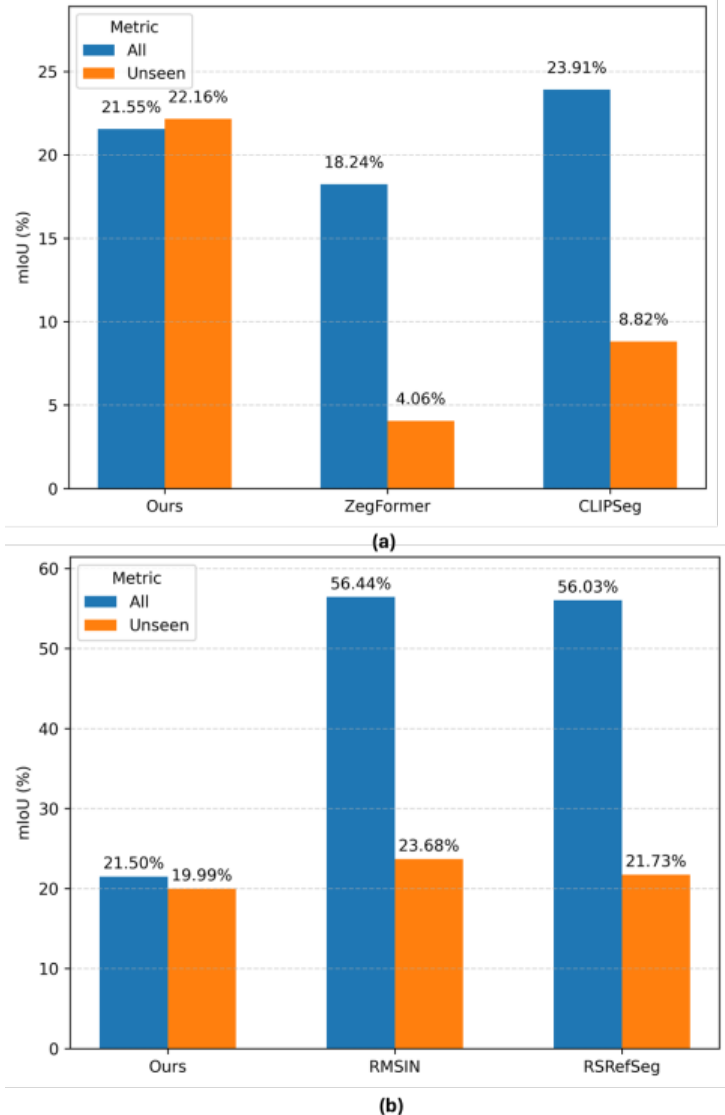 Metric
All
Unseen
25
20
15
10
5
0
mIoU (%)
21.55%
22.16%
18.24%
4.06%
23.91%
8.82%
Ours
ZegFormer
CLIPSeg
(a)
Metric
All
Unseen
60
50
40
30
20
10
0
mIoU (%)
21.50%
19.99%
56.44%
23.68%
56.03%
21.73%
Ours
RMSIN
RSRefSeg
(b)